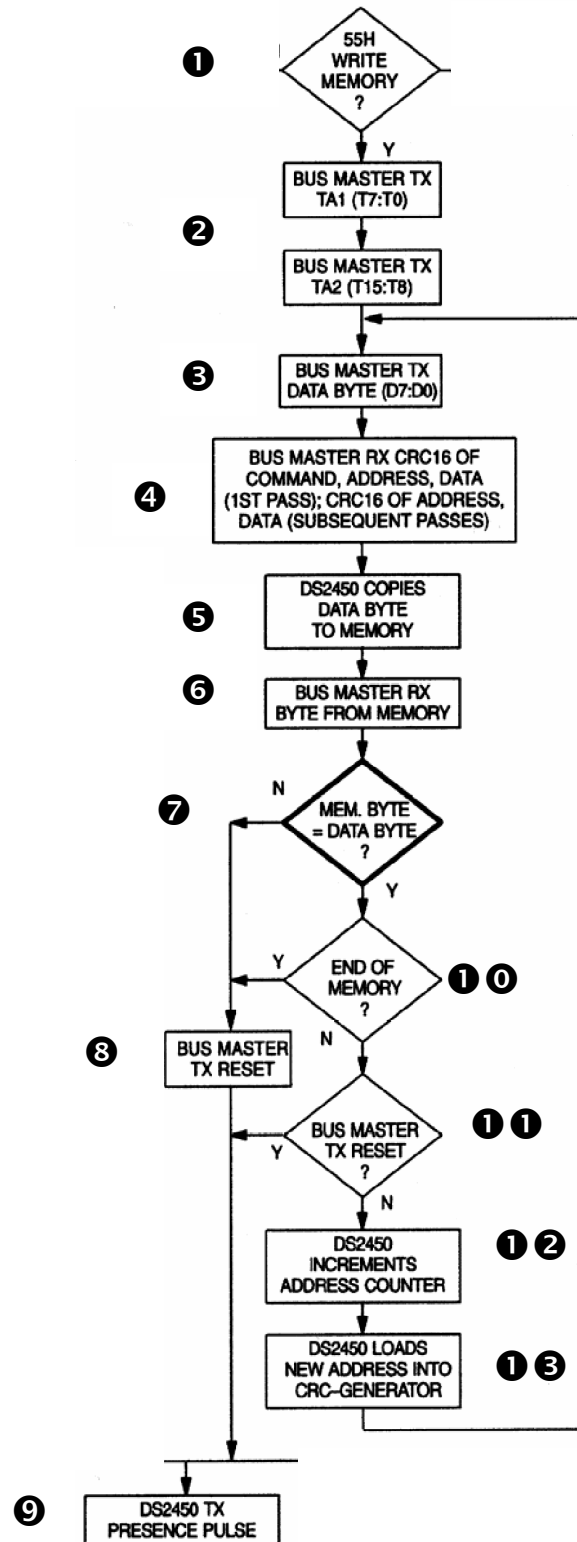 ❶
55H
WRITE
MEMORY
?
Y
BUS MASTER TX
TA1 (T7:T0)
❷
BUS MASTER TX
TA2 (T15:T8)
❸
BUS MASTER TX
DATA BYTE (D7:D0)
❹
BUS MASTER RX CRC16 OF
COMMAND, ADDRESS, DATA
(1ST PASS); CRC16 OF ADDRESS,
DATA (SUBSEQUENT PASSES)
❺
DS2450 COPIES
DATA BYTE
TO MEMORY
❻
BUS MASTER RX
BYTE FROM MEMORY
❼
N
MEM. BYTE
= DATA BYTE
?
Y
Y
END OF
MEMORY
?
❶⓿
N
❽
BUS MASTER
TX RESET
Y
BUS MASTER
TX RESET
?
❶❶
N
DS2450
INCREMENTS
ADDRESS COUNTER
❶❷
DS2450 LOADS
NEW ADDRESS INTO
CRC–GENERATOR
❶❸
❾
DS2450 TX
PRESENCE PULSE